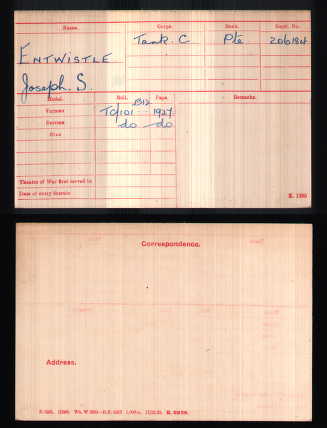 Name. Corps. Rank. Regtl. No.
ENTWISTLE Tank. C Pte 206184
Joseph. S.
Medal. Roll. Page. Remarks.
Victory TC/101 B12 1927
British do do
Star
Theatre of War first served in
Date of entry therein
K. 1380
Correspondence.
Address.